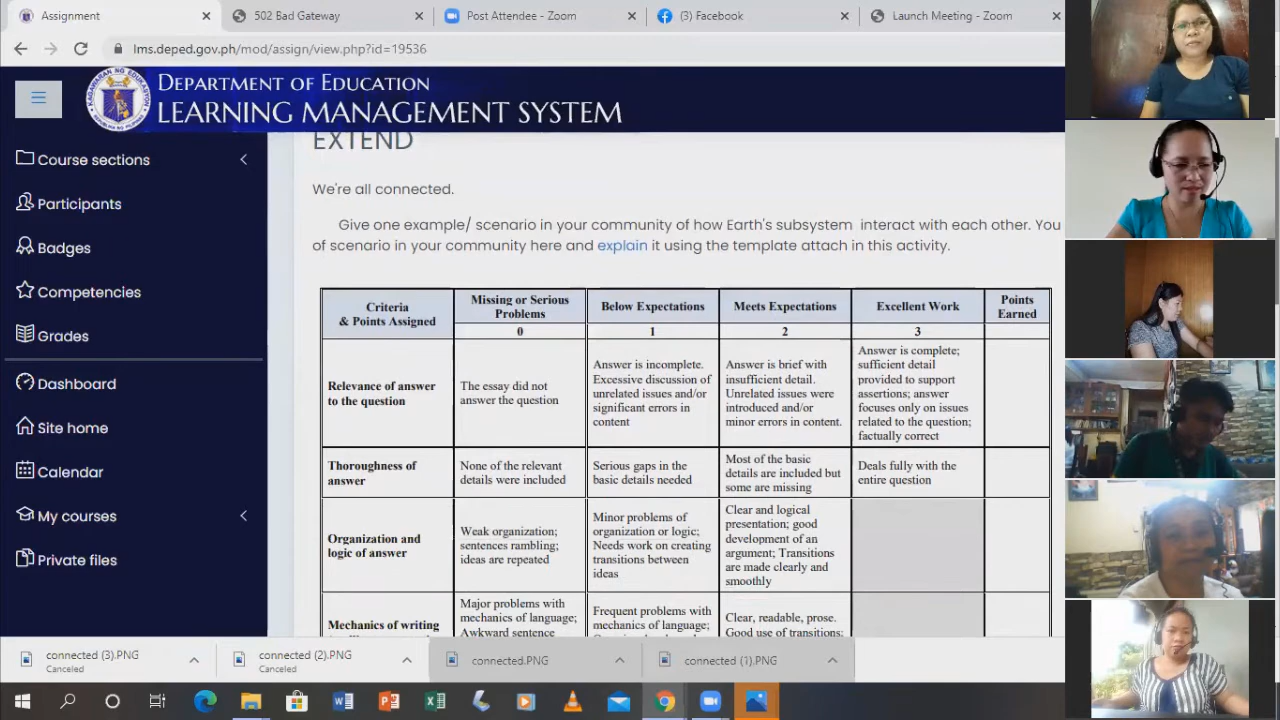 Assignment
502 Bad Gateway
Post Attendee - Zoom
(3) Facebook
Launch Meeting - Zoom
lms.deped.gov.ph/mod/assign/view.php?id=19536
DEPARTMENT OF EDUCATION
LEARNING MANAGEMENT SYSTEM
Course sections
Participants
Badges
Competencies
Grades
Dashboard
Site home
Calendar
My courses
Private files
EXTEND
We're all connected.
Give one example/ scenario in your community of how Earth's subsystem interact with each other. You
of scenario in your community here and explain it using the template attach in this activity.
Criteria
& Points Assigned
Missing or Serious
Problems
Below Expectations
Meets Expectations
Excellent Work
Points
Earned
0
1
2
3
Relevance of answer
to the question
The essay did not
answer the question
Answer is incomplete.
Excessive discussion of
unrelated issues and/or
significant errors in
content
Answer is brief with
insufficient detail.
Unrelated issues were
introduced and/or
minor errors in content.
Answer is complete;
sufficient detail
provided to support
assertions; answer
focuses only on issues
related to the question;
factually correct
Thoroughness of
answer
None of the relevant
details were included
Serious gaps in the
basic details needed
Most of the basic
details are included but
some are missing
Deals fully with the
entire question
Organization and
logic of answer
Weak organization;
sentences rambling;
ideas are repeated
Minor problems of
organization or logic;
Needs work on creating
transitions between
ideas
Clear and logical
presentation; good
development of an
argument; Transitions
are made clearly and
smoothly
Mechanics of writing
Major problems with
mechanics of language;
Awkward sentence
Frequent problems with
mechanics of language;
Clear, readable, prose.
Good use of transitions;
connected (3).PNG
Canceled
connected (2).PNG
Canceled
connected.PNG
connected (1).PNG